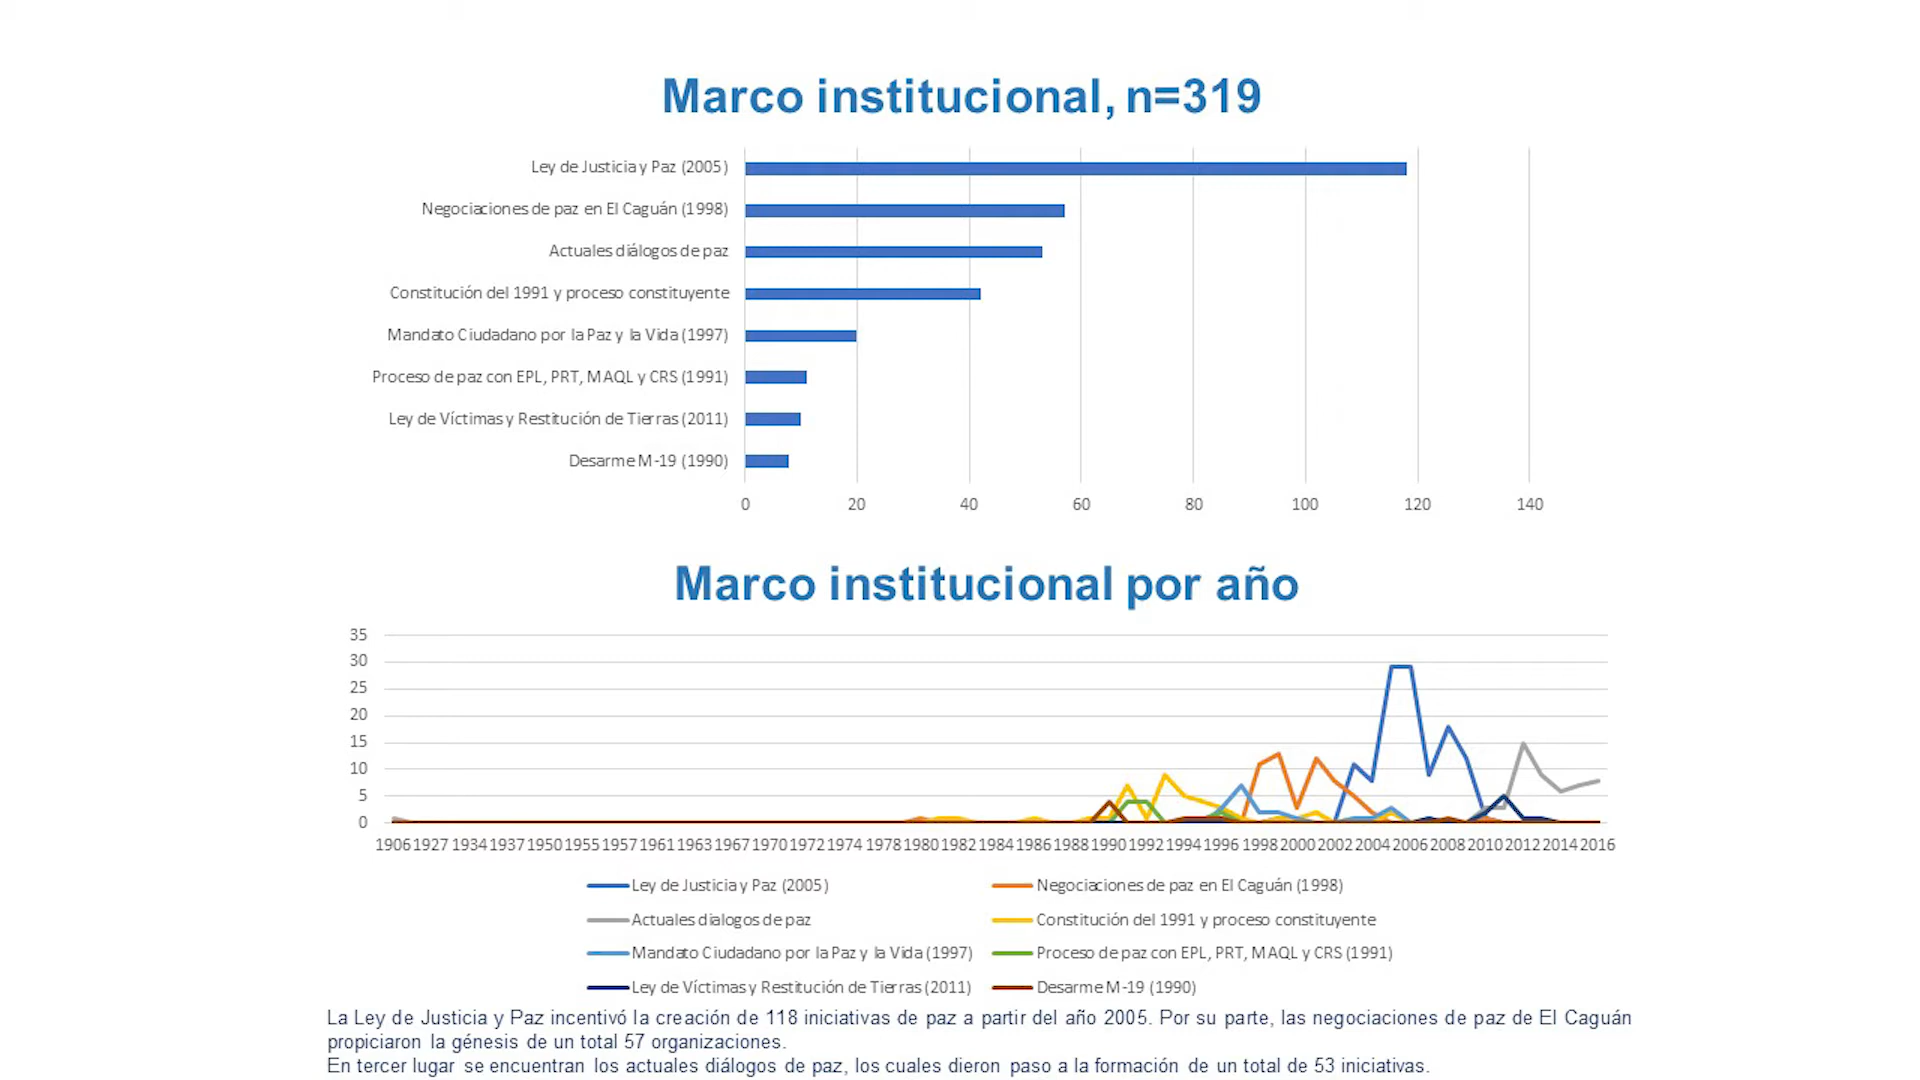 Marco institucional, n=319
Ley de Justicia y Paz (2005)
Negociaciones de paz en El Caguán (1998)
Actuales diálogos de paz
Constitución del 1991 y proceso constituyente
Mandato Ciudadano por la Paz y la Vida (1997)
Proceso de paz con EPL, PRT, MAQL y CRS (1991)
Ley de Víctimas y Restitución de Tierras (2011)
Desarme M-19 (1990)
0 20 40 60 80 100 120 140
Marco institucional por año
35
30
25
20
15
10
5
0
1906 1927 1934 1937 1950 1955 1957 1961 1963 1967 1970 1972 1974 1978 1980 1982 1984 1986 1988 1990 1992 1994 1996 1998 2000 2002 2004 2006 2008 2010 2012 2014 2016
Ley de Justicia y Paz (2005) Negociaciones de paz en El Caguán (1998)
Actuales dialogos de paz Constitución del 1991 y proceso constituyente
Mandato Ciudadano por la Paz y la Vida (1997) Proceso de paz con EPL, PRT, MAQL y CRS (1991)
Ley de Víctimas y Restitución de Tierras (2011) Desarme M-19 (1990)
La Ley de Justicia y Paz incentivó la creación de 118 iniciativas de paz a partir del año 2005. Por su parte, las negociaciones de paz de El Caguán
propiciaron la génesis de un total 57 organizaciones.
En tercer lugar se encuentran los actuales diálogos de paz, los cuales dieron paso a la formación de un total de 53 iniciativas.